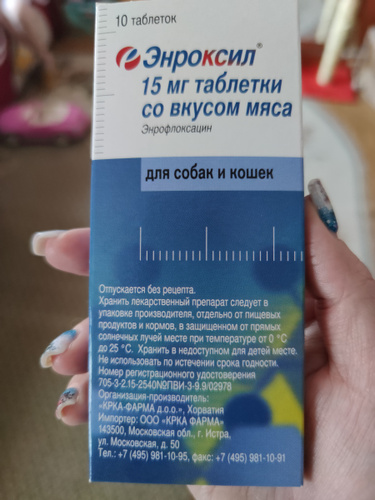 10 таблеток
Энроксил®
15 мг таблетки
со вкусом мяса
Энрофлоксацин
для собак и кошек
Отпускается без рецепта.
Хранить лекарственный препарат следует в
упаковке производителя, отдельно от пищевых
продуктов и кормов, в защищенном от прямых
солнечных лучей месте при температуре от 0 °C
до 25 °C. Хранить в недоступном для детей месте.
Не использовать по истечении срока годности.
Номер регистрационного удостоверения
705-3-2.15-2540№ПВИ-3-9.9/02978
Организация-производитель:
«КРКА-ФАРМА д.о.о.», Хорватия
Импортер: ООО «КРКА ФАРМА»
143500, Московская обл., г. Истра,
ул. Московская, д. 50
Тел.: +7 (495) 981-10-95, факс: +7 (495) 981-10-91